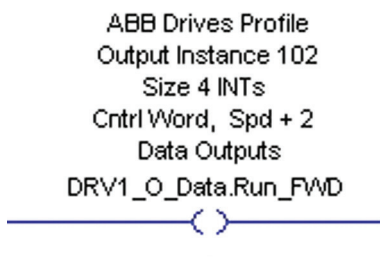 ABB Drives Profile
Output Instance 102
Size 4 INTs
Cntrl Word, Spd + 2
Data Outputs
DRV1_O_Data.Run_FWD